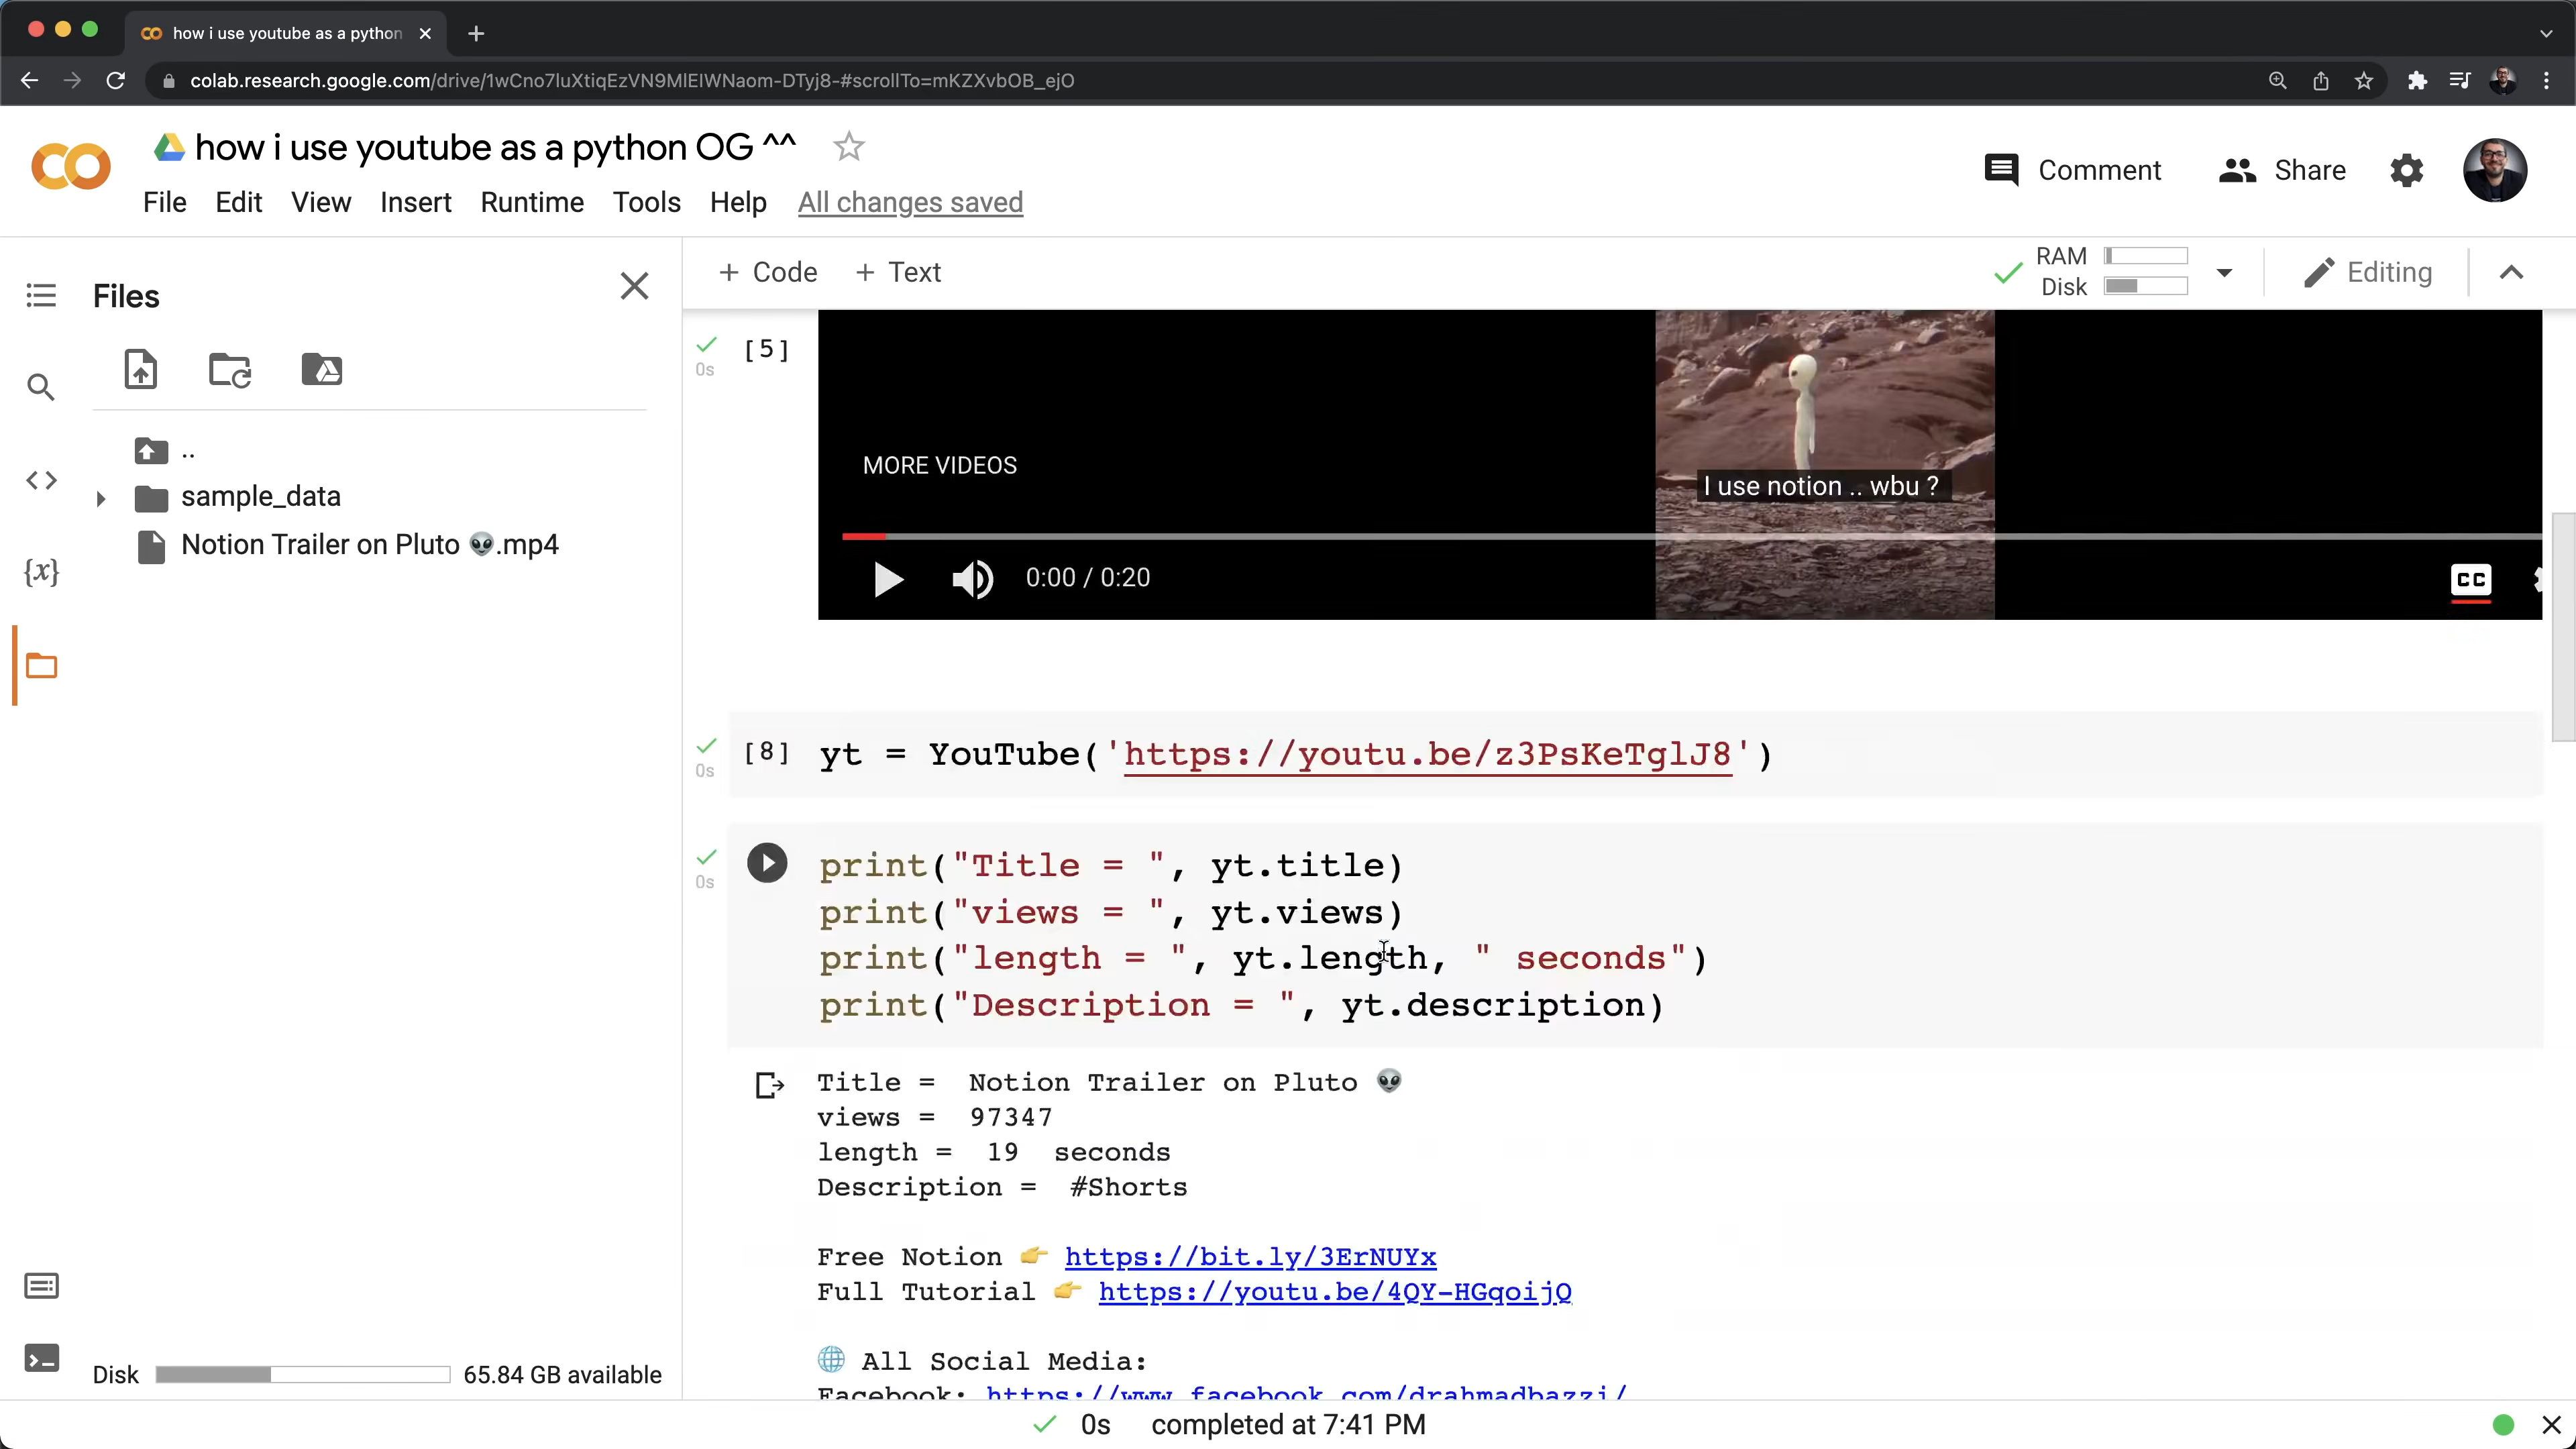 how i use youtube as a python
colab.research.google.com/drive/1wCno7luXtiqEzVN9MlEIWNaom-DTyj8-#scrollTo=mKZXvbOB_ejO
how i use youtube as a python OG ^^
Comment
Share
File Edit View Insert Runtime Tools Help All changes saved
Files
+ Code + Text
RAM
Disk
Editing
..
sample_data
Notion Trailer on Pluto 👽.mp4
{x}
0s
[5]
MORE VIDEOS
I use notion .. wbu ?
0:00 / 0:20
CC
0s
[8] yt = YouTube('https://youtu.be/z3PsKeTglJ8')
0s
print("Title = ", yt.title)
print("views = ", yt.views)
print("length = ", yt.length, " seconds")
print("Description = ", yt.description)
Title =  Notion Trailer on Pluto 👽
views =  97347
length =  19  seconds
Description =  #Shorts
Free Notion 👉 https://bit.ly/3ErNUYx
Full Tutorial 👉 https://youtu.be/4QY-HGqoijQ
🌐 All Social Media:
Facebook: https://www.facebook.com/drahmadbazzi/
Disk 65.84 GB available
0s completed at 7:41 PM